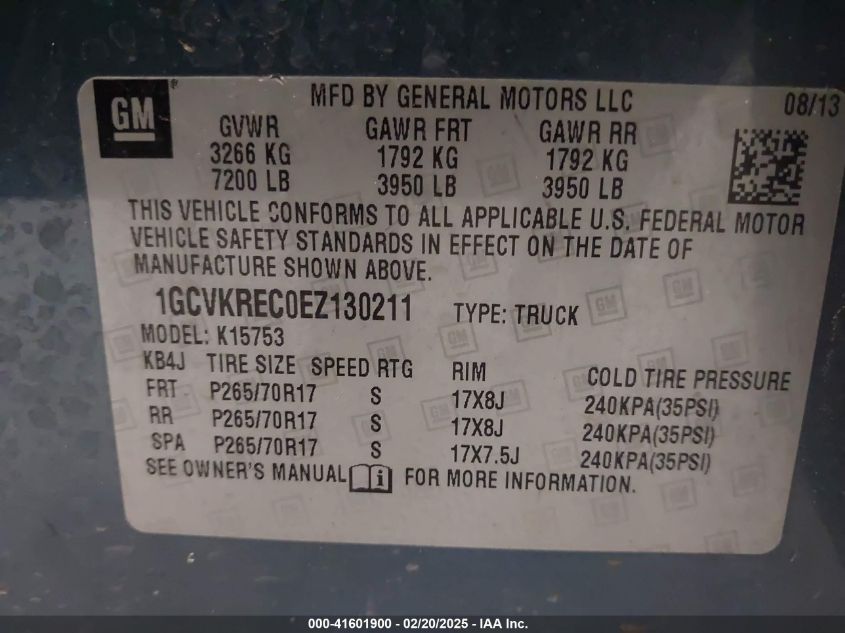 GM
MFD BY GENERAL MOTORS LLC 08/13
GVWR GAWR FRT GAWR RR
3266 KG 1792 KG 1792 KG
7200 LB 3950 LB 3950 LB
THIS VEHICLE CONFORMS TO ALL APPLICABLE U.S. FEDERAL MOTOR
VEHICLE SAFETY STANDARDS IN EFFECT ON THE DATE OF
MANUFACTURE SHOWN ABOVE.
1GCVKREC0EZ130211 TYPE: TRUCK
MODEL: K15753
KB4J TIRE SIZE SPEED RTG RIM COLD TIRE PRESSURE
FRT P265/70R17 S 17X8J 240KPA(35PSI)
RR P265/70R17 S 17X8J 240KPA(35PSI)
SPA P265/70R17 S 17X7.5J 240KPA(35PSI)
SEE OWNER'S MANUAL FOR MORE INFORMATION.
000-41601900 - 02/20/2025 - IAA Inc.